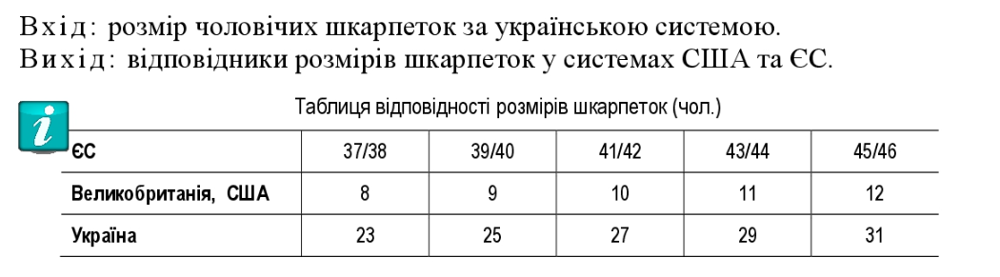 Вхід: розмір чоловічих шкарпеток за українською системою.
Вихід: відповідники розмірів шкарпеток у системах США та ЄС.
Таблиця відповідності розмірів шкарпеток (чол.)
i
ЄС 37/38 39/40 41/42 43/44 45/46
Великобританія, США 8 9 10 11 12
Україна 23 25 27 29 31